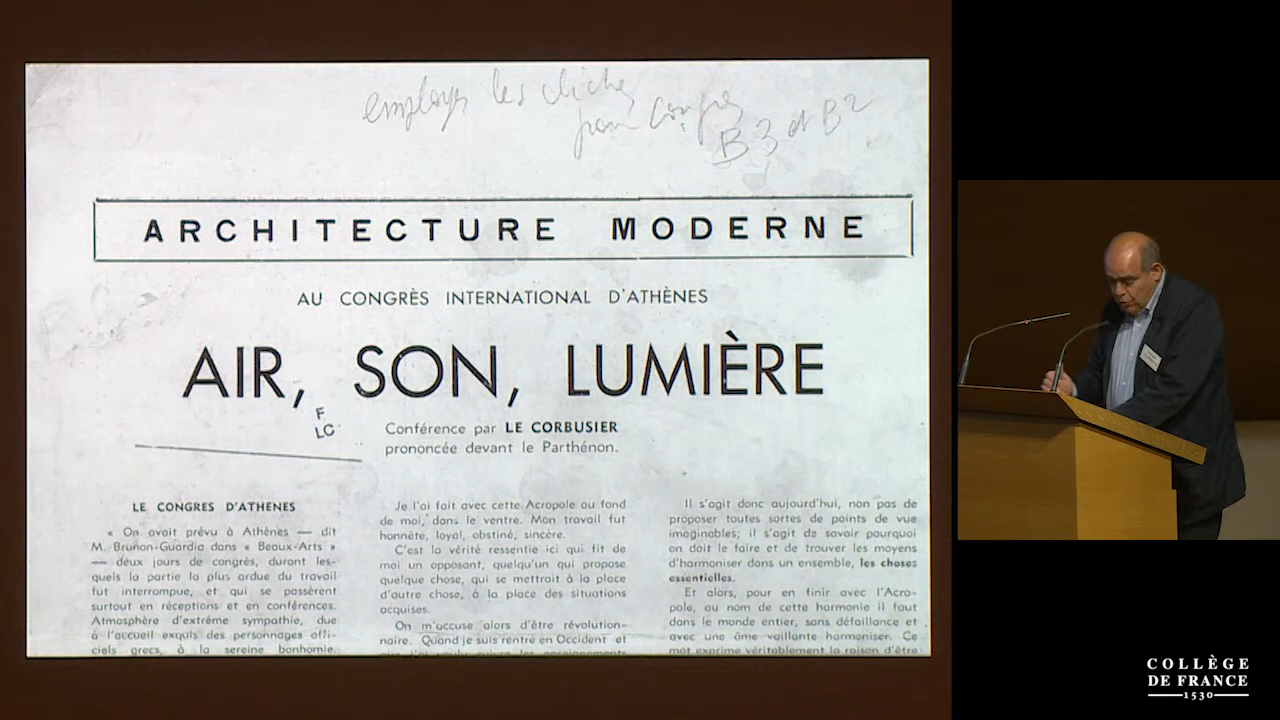 employer les clichés
pour Congrès
B3 et B2
ARCHITECTURE MODERNE
AU CONGRÈS INTERNATIONAL D'ATHÈNES
AIR, SON, LUMIÈRE
F
LC
Conférence par LE CORBUSIER
prononcée devant le Parthénon.
LE CONGRES D'ATHENES
« On avait prévu à Athènes — dit
M. Brunon-Guardia dans « Beaux-Arts »
— deux jours de congrès, durant les-
quels la partie la plus ardue du travail
fut interrompue, et qui se passèrent
surtout en réceptions et en conférences.
Atmosphère d'extrême sympathie, due
à l'accueil exquis des personnages offi-
ciels grecs, à la sereine bonhomie.
Je l'ai fait avec cette Acropole au fond
de moi, dans le ventre. Mon travail fut
honnête, loyal, obstiné, sincère.
C'est la vérité ressentie ici qui fit de
moi un opposant, quelqu'un qui propose
quelque chose, qui se mettrait à la place
d'autre chose, à la place des situations
acquises.
On m'accuse alors d'être révolution-
naire. Quand je suis rentré en Occident et
que j'ai voulu suivre les enseignements
Il s'agit donc aujourd'hui, non pas de
proposer toutes sortes de points de vue
imaginables; il s'agit de savoir pourquoi
on doit le faire et de trouver les moyens
d'harmoniser dans un ensemble, les choses
essentielles.
Et alors, pour en finir avec l'Acro-
pole, au nom de cette harmonie il faut
dans le monde entier, sans défaillance et
avec une âme vaillante harmoniser. Ce
mot exprime véritablement la raison d'être
COLLÈGE
DE FRANCE
1530